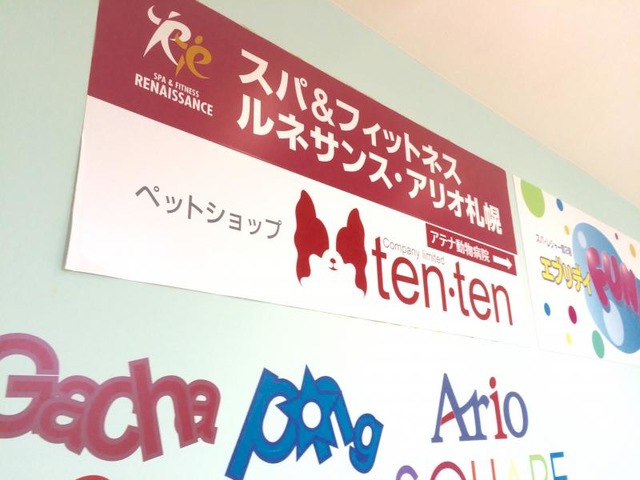 SPA & FITNESS
RENAISSANCE
スパ&フィットネス
ルネサンス・アリオ札幌
ペットショップ
Company limited
ten・ten
アテナ動物病院
エブリデイ
Gacha
pong
Ario
SQUARE